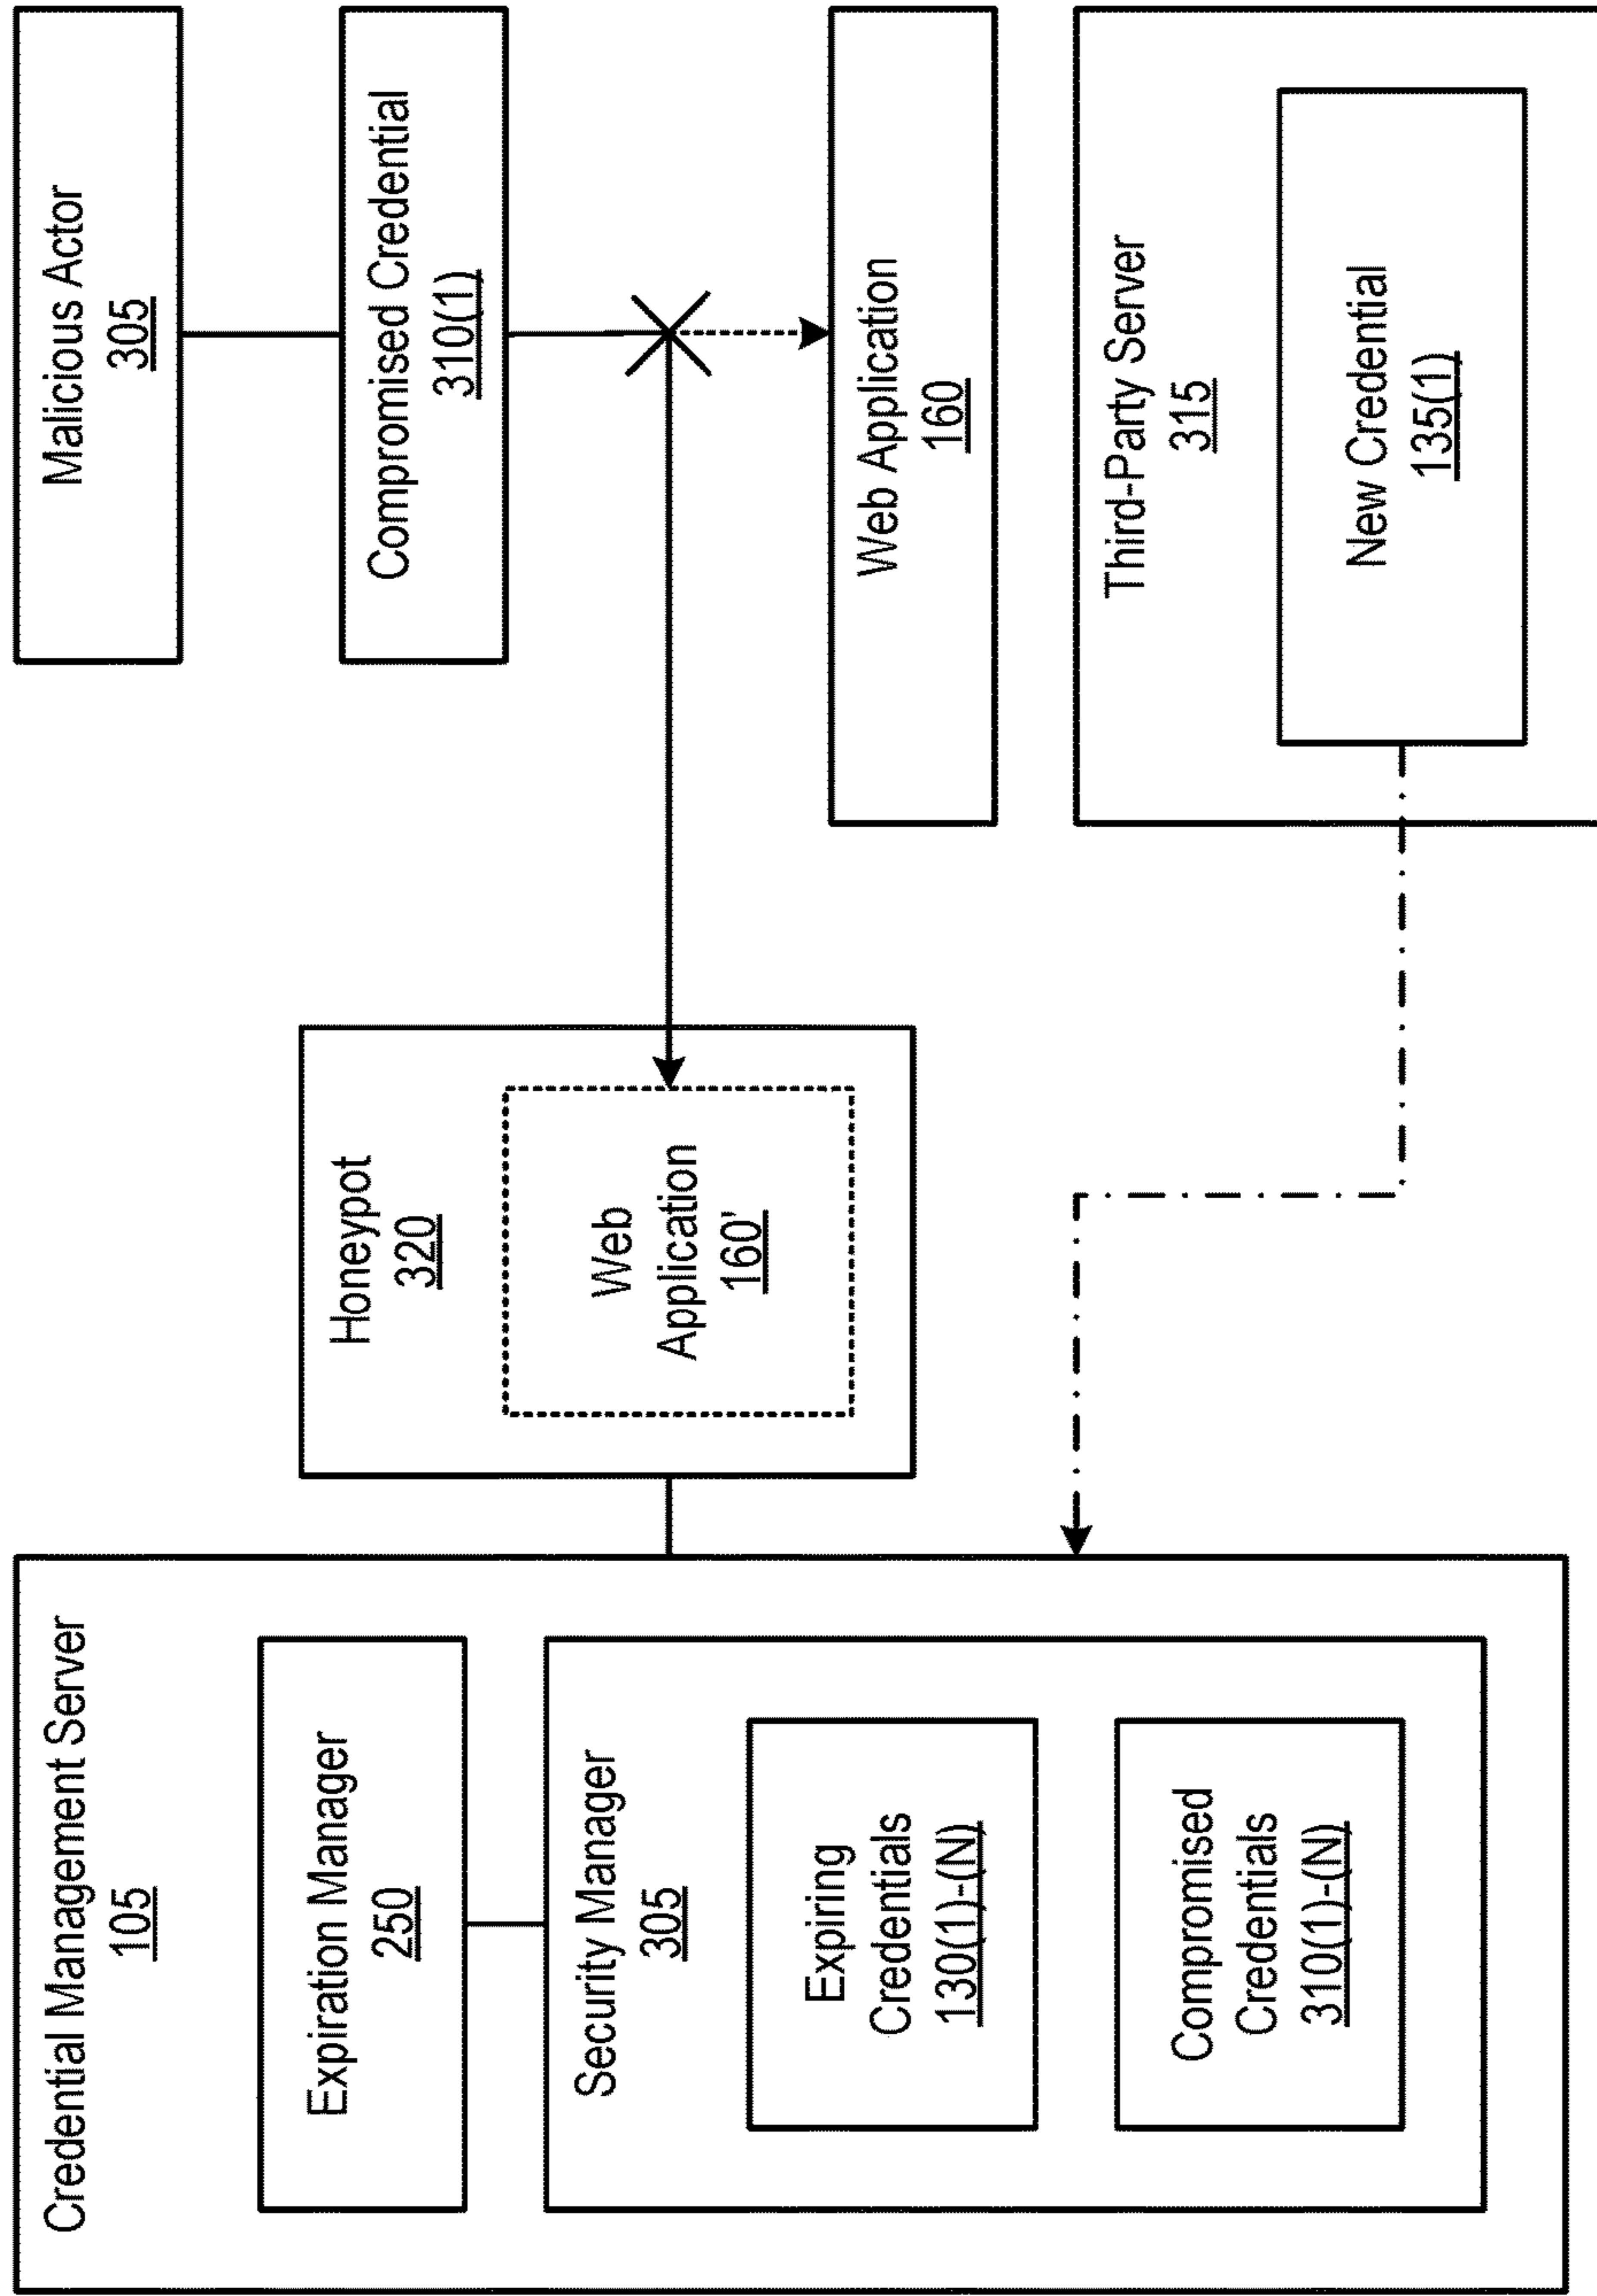 Credential Management Server
105
Expiration Manager
250
Security Manager
305
Expiring
Credentials
130(1)-(N)
Compromised
Credentials
310(1)-(N)
Honeypot
320
Web
Application
160'
Malicious Actor
305
Compromised Credential
310(1)
Web Application
160
Third-Party Server
315
New Credential
135(1)